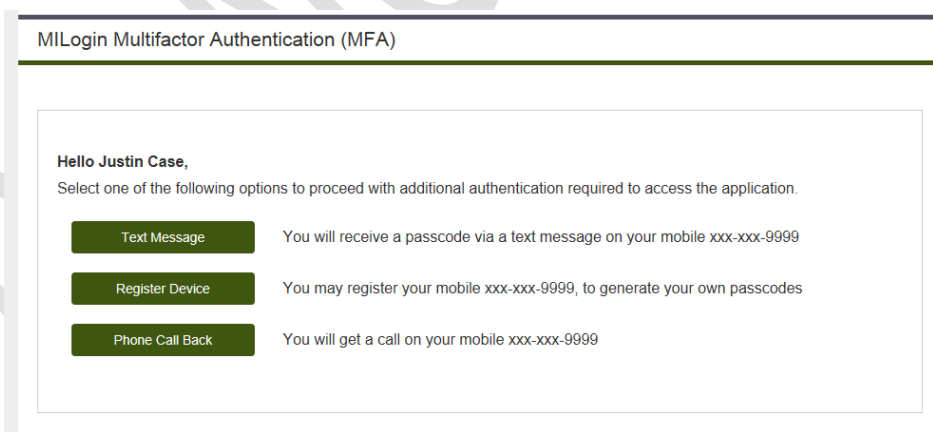 MILogin Multifactor Authentication (MFA)
Hello Justin Case,
Select one of the following options to proceed with additional authentication required to access the application.
Text Message You will receive a passcode via a text message on your mobile xxx-xxx-9999
Register Device You may register your mobile xxx-xxx-9999, to generate your own passcodes
Phone Call Back You will get a call on your mobile xxx-xxx-9999